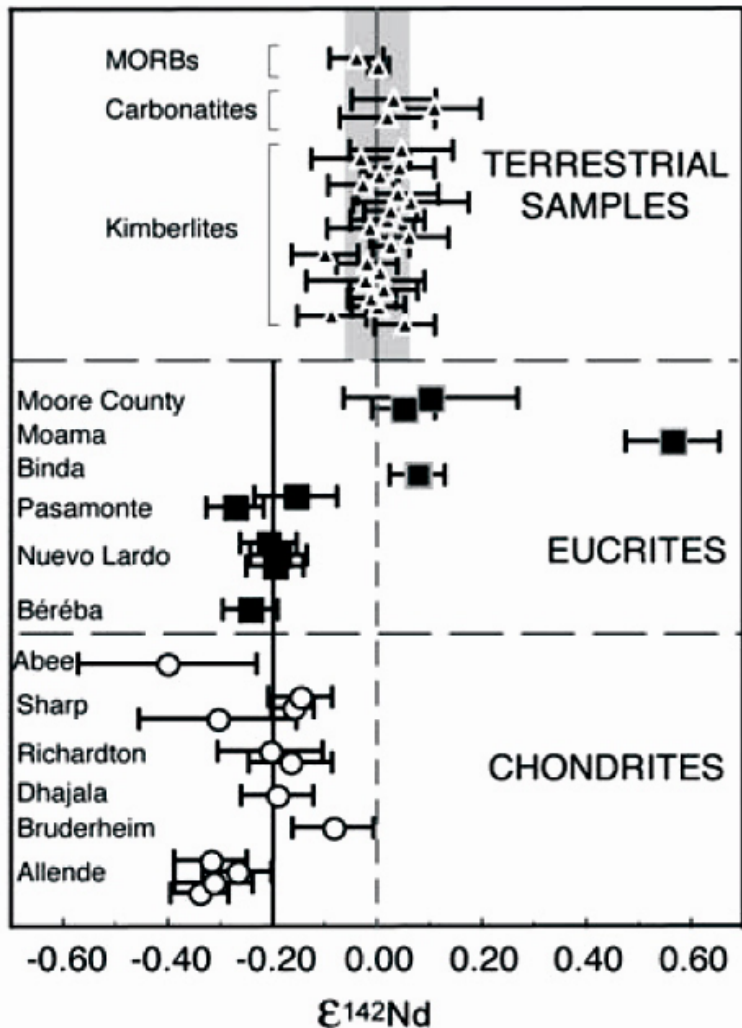 MORBs
Carbonatites
TERRESTRIAL
SAMPLES
Kimberlites
Moore County
Moama
Binda
Pasamonte
Nuevo Lardo
EUCRITES
Béréba
Abee
Sharp
Richardton
CHONDRITES
Dhajala
Bruderheim
Allende
-0.60 -0.40 -0.20 0.00 0.20 0.40 0.60
ε¹⁴²Nd